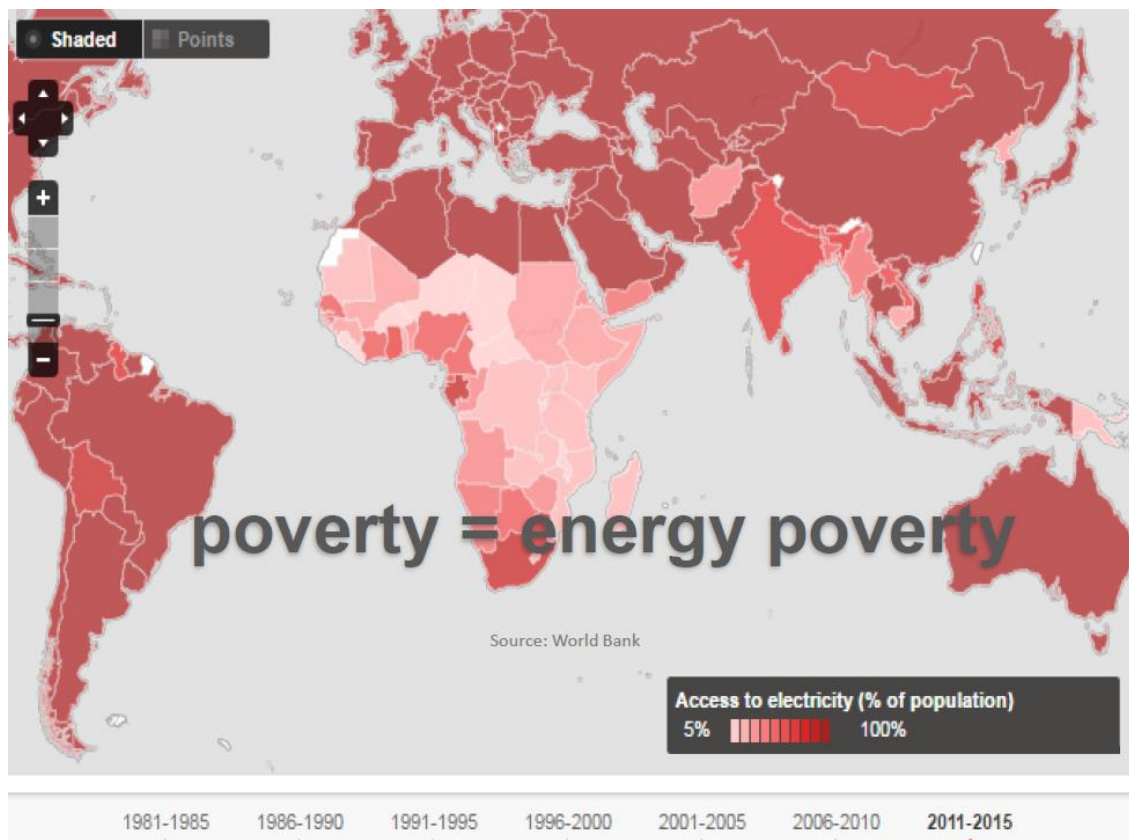 Shaded Points
+
-
poverty = energy poverty
Source: World Bank
Access to electricity (% of population)
5% 100%
1981-1985 1986-1990 1991-1995 1996-2000 2001-2005 2006-2010 2011-2015